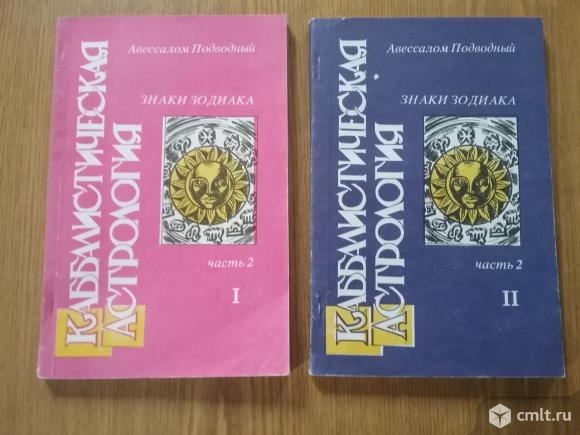 Авессалом Подводный
ЗНАКИ ЗОДИАКА
КАББАЛИСТИЧЕСКАЯ
АСТРОЛОГИЯ
часть 2
I
Авессалом Подводный
ЗНАКИ ЗОДИАКА
КАББАЛИСТИЧЕСКАЯ
АСТРОЛОГИЯ
часть 2
II
cmlt.ru